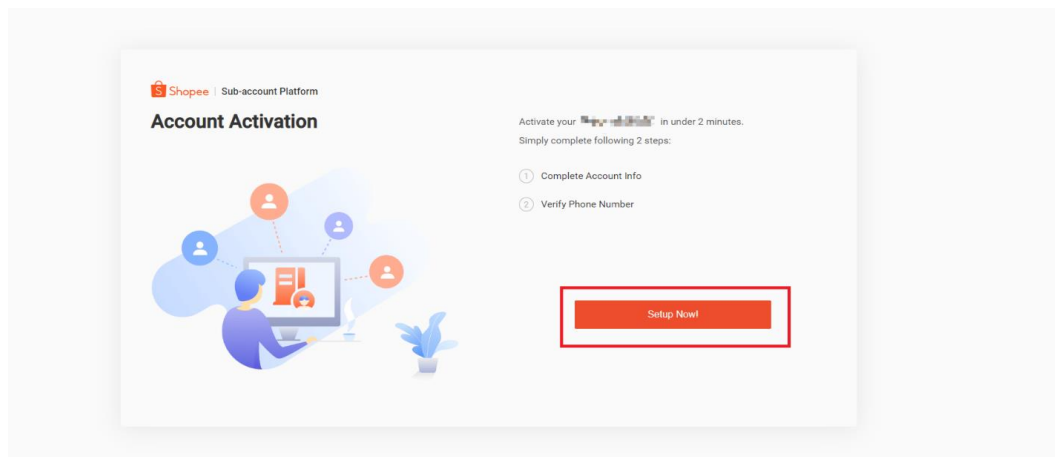 Shopee | Sub-account Platform
Account Activation
Activate your in under 2 minutes.
Simply complete following 2 steps:
1 Complete Account Info
2 Verify Phone Number
Setup Now!